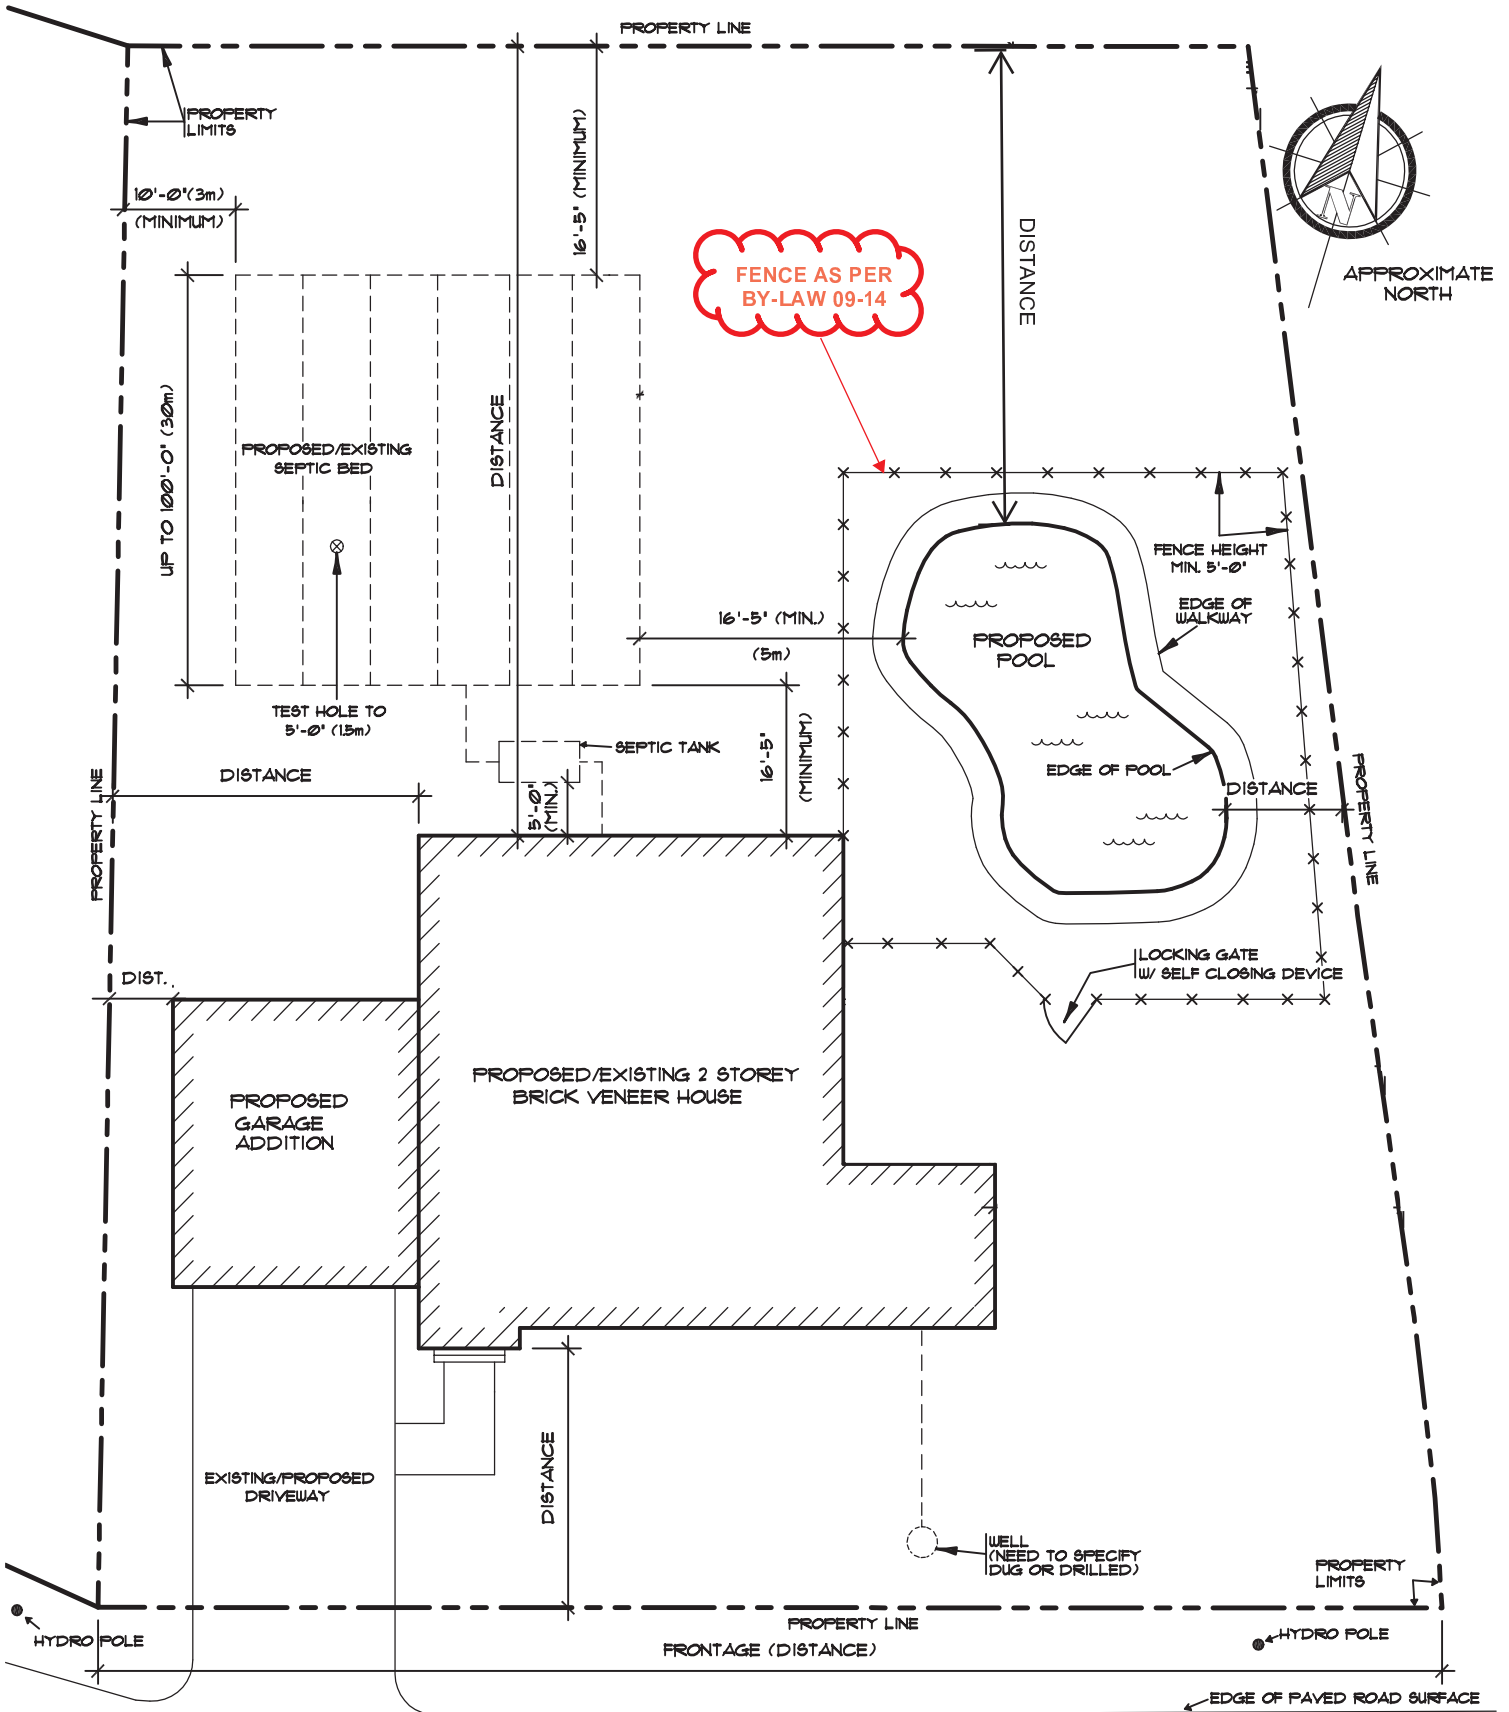 PROPERTY LINE
PROPERTY
LIMITS
10'-0"(3m)
(MINIMUM)
16'-5" (MINIMUM)
DISTANCE
FENCE AS PER
BY-LAW 09-14
N
APPROXIMATE
NORTH
UP TO 100'-0" (30m)
PROPOSED/EXISTING
SEPTIC BED
DISTANCE
FENCE HEIGHT
MIN. 5'-0"
EDGE OF
WALKWAY
16'-5" (MIN.)
(5m)
PROPOSED
POOL
TEST HOLE TO
5'-0" (1.5m)
SEPTIC TANK
16'-5"
(MINIMUM)
EDGE OF POOL
DISTANCE
DISTANCE
5'-0"
(MIN.)
PROPERTY LINE
PROPERTY LINE
DIST..
LOCKING GATE
W/ SELF CLOSING DEVICE
PROPOSED/EXISTING 2 STOREY
BRICK VENEER HOUSE
PROPOSED
GARAGE
ADDITION
DISTANCE
EXISTING/PROPOSED
DRIVEWAY
WELL
(NEED TO SPECIFY
DUG OR DRILLED)
PROPERTY
LIMITS
PROPERTY LINE
HYDRO POLE
FRONTAGE (DISTANCE)
HYDRO POLE
EDGE OF PAVED ROAD SURFACE